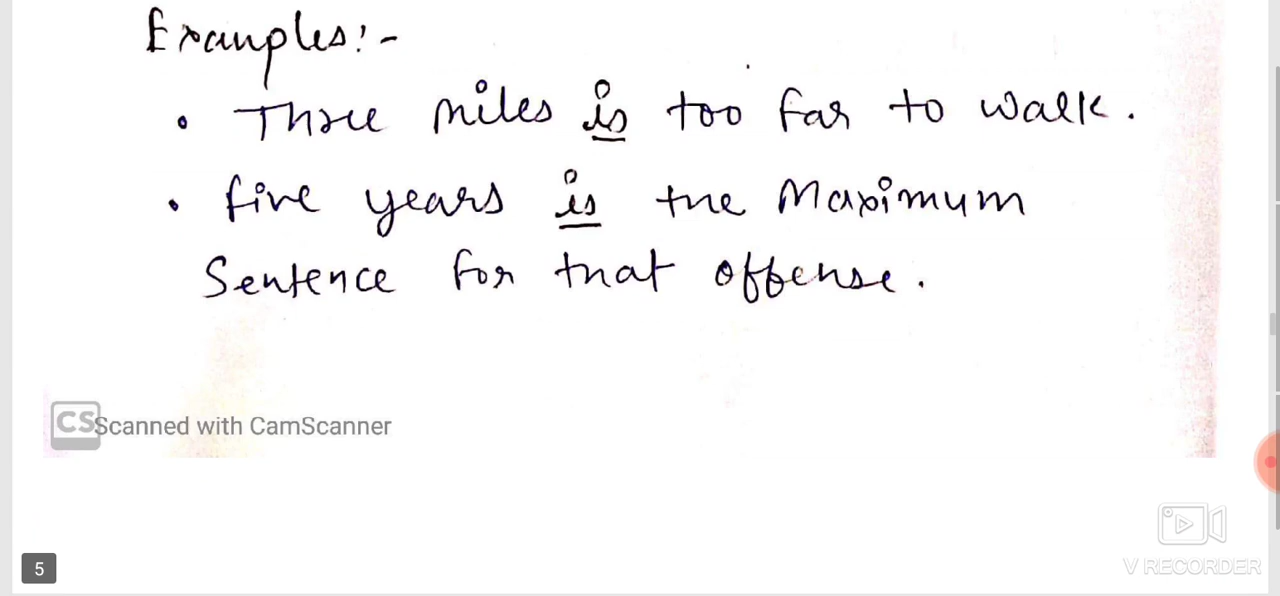 Examples:-
• Three miles is too far to walk.
• five years is the Maximum
Sentence for that offense.
CS Scanned with CamScanner
5
V RECORDER